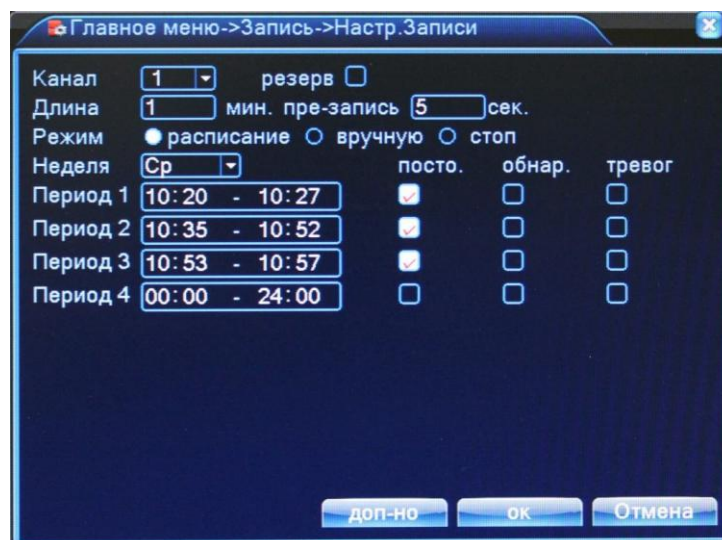 Главное меню->Запись->Настр.Записи
Канал 1 резерв
Длина 1 мин. пре-запись 5 сек.
Режим расписание вручную стоп
Неделя Ср посто. обнар. тревог
Период 1 10:20 - 10:27
Период 2 10:35 - 10:52
Период 3 10:53 - 10:57
Период 4 00:00 - 24:00
доп-но ок Отмена